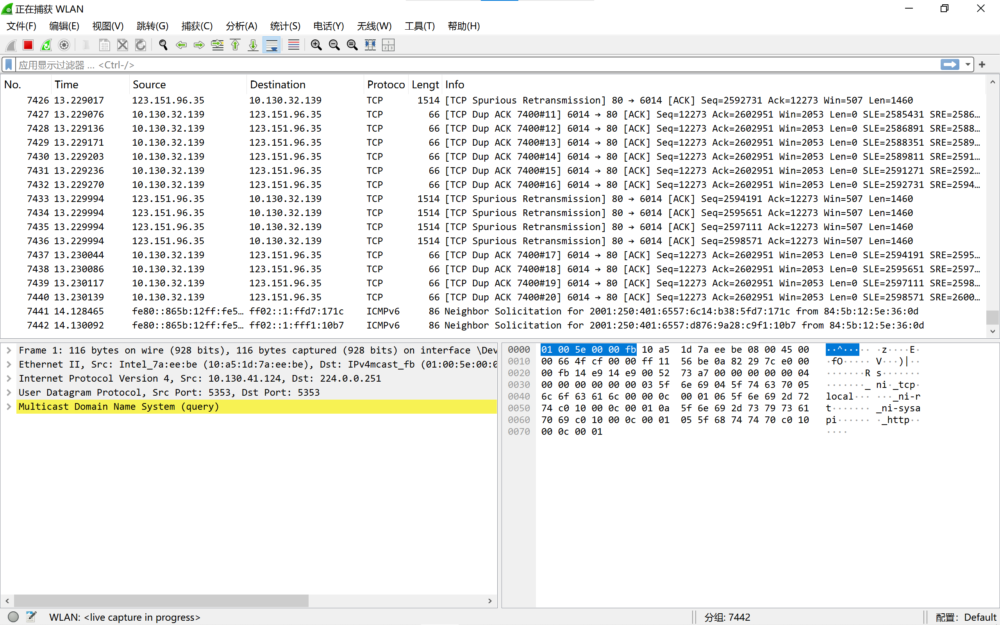 正在捕获 WLAN
文件(F) 编辑(E) 视图(V) 跳转(G) 捕获(C) 分析(A) 统计(S) 电话(Y) 无线(W) 工具(T) 帮助(H)
应用显示过滤器 … <Ctrl-/>
No. Time Source Destination Protoco Lengt Info
7426 13.229017 123.151.96.35 10.130.32.139 TCP 1514 [TCP Spurious Retransmission] 80 → 6014 [ACK] Seq=2592731 Ack=12273 Win=507 Len=1460
7427 13.229076 10.130.32.139 123.151.96.35 TCP 66 [TCP Dup ACK 7400#11] 6014 → 80 [ACK] Seq=12273 Ack=2602951 Win=2053 Len=0 SLE=2585431 SRE=2586…
7428 13.229136 10.130.32.139 123.151.96.35 TCP 66 [TCP Dup ACK 7400#12] 6014 → 80 [ACK] Seq=12273 Ack=2602951 Win=2053 Len=0 SLE=2586891 SRE=2588…
7429 13.229171 10.130.32.139 123.151.96.35 TCP 66 [TCP Dup ACK 7400#13] 6014 → 80 [ACK] Seq=12273 Ack=2602951 Win=2053 Len=0 SLE=2588351 SRE=2589…
7430 13.229203 10.130.32.139 123.151.96.35 TCP 66 [TCP Dup ACK 7400#14] 6014 → 80 [ACK] Seq=12273 Ack=2602951 Win=2053 Len=0 SLE=2589811 SRE=2591…
7431 13.229236 10.130.32.139 123.151.96.35 TCP 66 [TCP Dup ACK 7400#15] 6014 → 80 [ACK] Seq=12273 Ack=2602951 Win=2053 Len=0 SLE=2591271 SRE=2592…
7432 13.229270 10.130.32.139 123.151.96.35 TCP 66 [TCP Dup ACK 7400#16] 6014 → 80 [ACK] Seq=12273 Ack=2602951 Win=2053 Len=0 SLE=2592731 SRE=2594…
7433 13.229994 123.151.96.35 10.130.32.139 TCP 1514 [TCP Spurious Retransmission] 80 → 6014 [ACK] Seq=2594191 Ack=12273 Win=507 Len=1460
7434 13.229994 123.151.96.35 10.130.32.139 TCP 1514 [TCP Spurious Retransmission] 80 → 6014 [ACK] Seq=2595651 Ack=12273 Win=507 Len=1460
7435 13.229994 123.151.96.35 10.130.32.139 TCP 1514 [TCP Spurious Retransmission] 80 → 6014 [ACK] Seq=2597111 Ack=12273 Win=507 Len=1460
7436 13.229994 123.151.96.35 10.130.32.139 TCP 1514 [TCP Spurious Retransmission] 80 → 6014 [ACK] Seq=2598571 Ack=12273 Win=507 Len=1460
7437 13.230044 10.130.32.139 123.151.96.35 TCP 66 [TCP Dup ACK 7400#17] 6014 → 80 [ACK] Seq=12273 Ack=2602951 Win=2053 Len=0 SLE=2594191 SRE=2595…
7438 13.230086 10.130.32.139 123.151.96.35 TCP 66 [TCP Dup ACK 7400#18] 6014 → 80 [ACK] Seq=12273 Ack=2602951 Win=2053 Len=0 SLE=2595651 SRE=2597…
7439 13.230117 10.130.32.139 123.151.96.35 TCP 66 [TCP Dup ACK 7400#19] 6014 → 80 [ACK] Seq=12273 Ack=2602951 Win=2053 Len=0 SLE=2597111 SRE=2598…
7440 13.230139 10.130.32.139 123.151.96.35 TCP 66 [TCP Dup ACK 7400#20] 6014 → 80 [ACK] Seq=12273 Ack=2602951 Win=2053 Len=0 SLE=2598571 SRE=2600…
7441 14.128465 fe80::865b:12ff:fe5… ff02::1:ffd7:171c ICMPv6 86 Neighbor Solicitation for 2001:250:401:6557:6c14:b38:5fd7:171c from 84:5b:12:5e:36:0d
7442 14.130092 fe80::865b:12ff:fe5… ff02::1:fff1:10b7 ICMPv6 86 Neighbor Solicitation for 2001:250:401:6557:d876:9a28:c9f1:10b7 from 84:5b:12:5e:36:0d
Frame 1: 116 bytes on wire (928 bits), 116 bytes captured (928 bits) on interface \Dev
Ethernet II, Src: Intel_7a:ee:be (10:a5:1d:7a:ee:be), Dst: IPv4mcast_fb (01:00:5e:00:0
Internet Protocol Version 4, Src: 10.130.41.124, Dst: 224.0.0.251
User Datagram Protocol, Src Port: 5353, Dst Port: 5353
Multicast Domain Name System (query)
0000 01 00 5e 00 00 fb 10 a5 1d 7a ee be 08 00 45 00 ··^····· ·z····E·
0010 00 66 4f cf 00 00 ff 11 56 be 0a 82 29 7c e0 00 ·fO····· V···)|··
0020 00 fb 14 e9 14 e9 00 52 73 a7 00 00 00 00 00 04 ·······R s·······
0030 00 00 00 00 00 00 03 5f 6e 69 04 5f 74 63 70 05 ·······_ ni·_tcp·
0040 6c 6f 63 61 6c 00 00 0c 00 01 06 5f 6e 69 2d 72 local··· ···_ni-r
0050 74 c0 10 00 0c 00 01 0a 5f 6e 69 2d 73 79 73 61 t······· _ni-sysa
0060 70 69 c0 10 00 0c 00 01 05 5f 68 74 74 70 c0 10 pi······ ·_http··
0070 00 0c 00 01 ····
WLAN: <live capture in progress> 分组: 7442 配置: Default